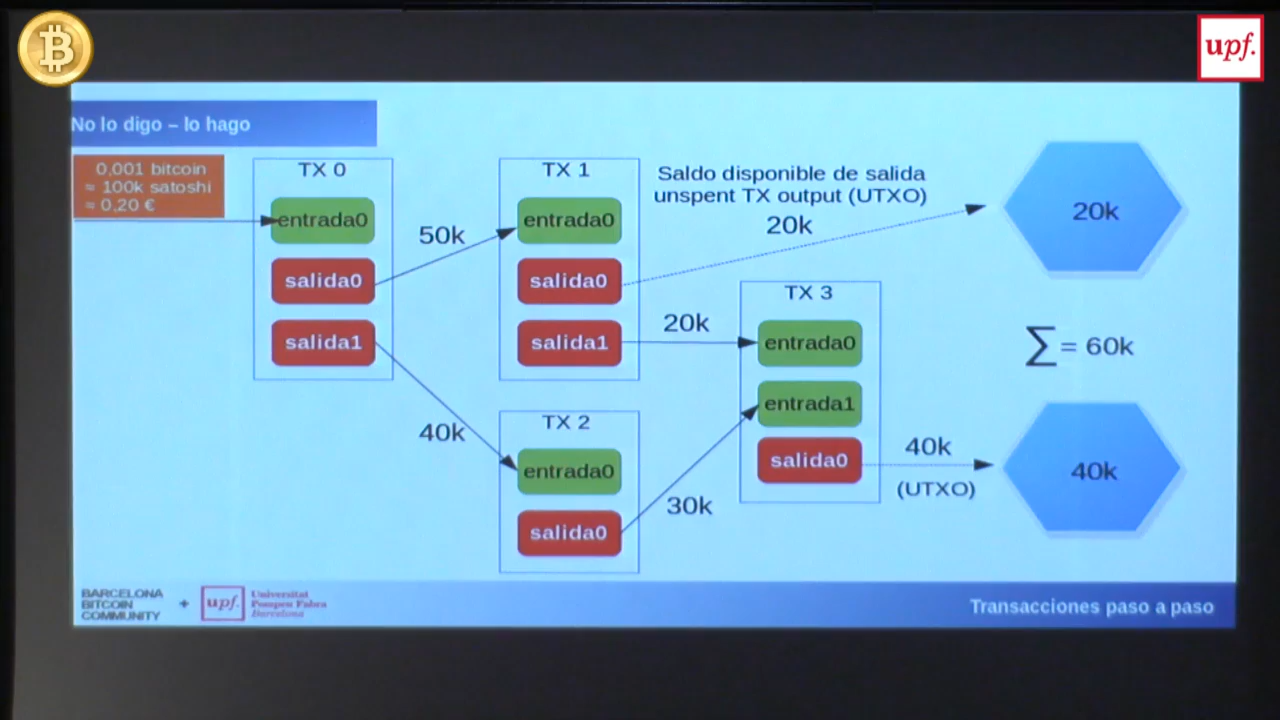 upf.
No lo digo – lo hago
0,001 bitcoin
= 100k satoshi
≈ 0,20 €
TX 0
entrada0
salida0
salida1
50k
40k
TX 1
entrada0
salida0
salida1
TX 2
entrada0
salida0
Saldo disponible de salida
unspent TX output (UTXO)
20k
20k
30k
TX 3
entrada0
entrada1
salida0
40k
(UTXO)
20k
∑ = 60k
40k
BARCELONA
BITCOIN
COMMUNITY
+
upf.
Universitat
Pompeu Fabra
Barcelona
Transacciones paso a paso